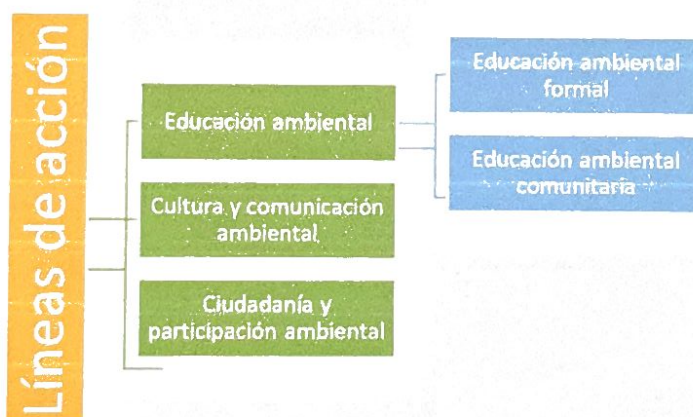 Líneas de acción
Educación ambiental
Cultura y comunicación
ambiental
Ciudadanía y
participación ambiental
Educación ambiental
formal
Educación ambiental
comunitaria